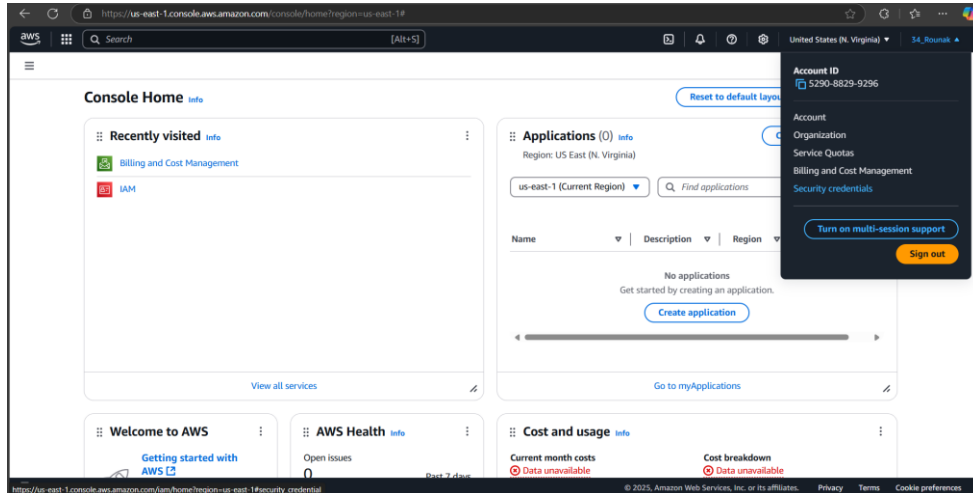 https://us-east-1.console.aws.amazon.com/console/home?region=us-east-1#
aws
Search
[Alt+S]
United States (N. Virginia) ▼
34_Rounak ▲
Account ID
5290-8829-9296
Account
Organization
Service Quotas
Billing and Cost Management
Security credentials
Turn on multi-session support
Sign out
Console Home Info
Reset to default layou
Recently visited Info
Billing and Cost Management
IAM
View all services
Applications (0) Info
Region: US East (N. Virginia)
us-east-1 (Current Region) ▼
Find applications
Name
Description
Region
No applications
Get started by creating an application.
Create application
Go to myApplications
Welcome to AWS
Getting started with
AWS
AWS Health Info
Open issues
0
Past 7 days
Cost and usage Info
Current month costs
Data unavailable
Cost breakdown
Data unavailable
https://us-east-1.console.aws.amazon.com/iam/home?region=us-east-1#security_credential
© 2025, Amazon Web Services, Inc. or its affiliates.
Privacy
Terms
Cookie preferences